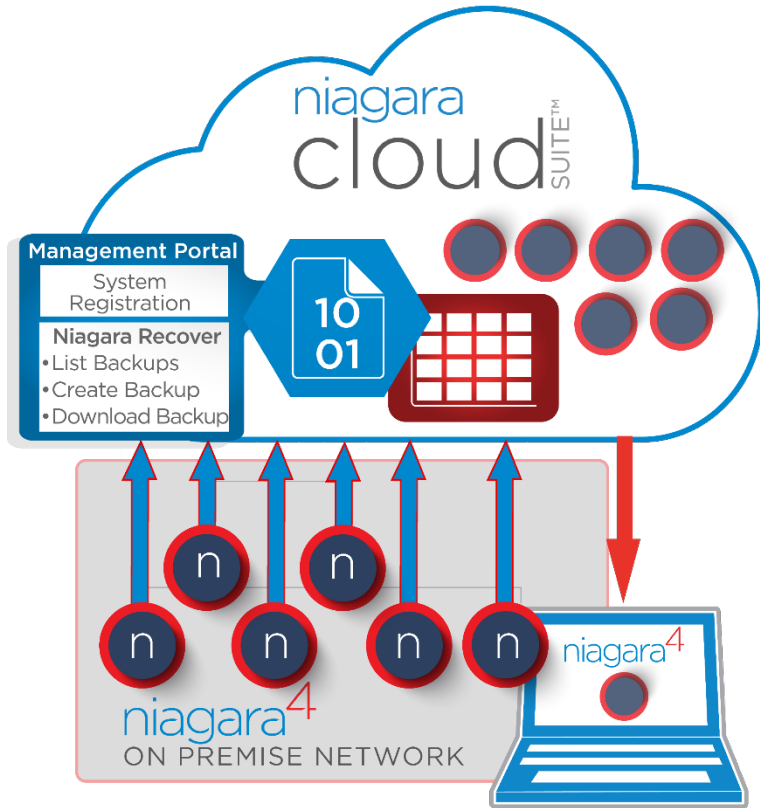 niagara
cloud
SUITE™
Management Portal
System
Registration
Niagara Recover
•List Backups
•Create Backup
•Download Backup
10
01
n
n
n
n
n
n
niagara4
niagara4
ON PREMISE NETWORK